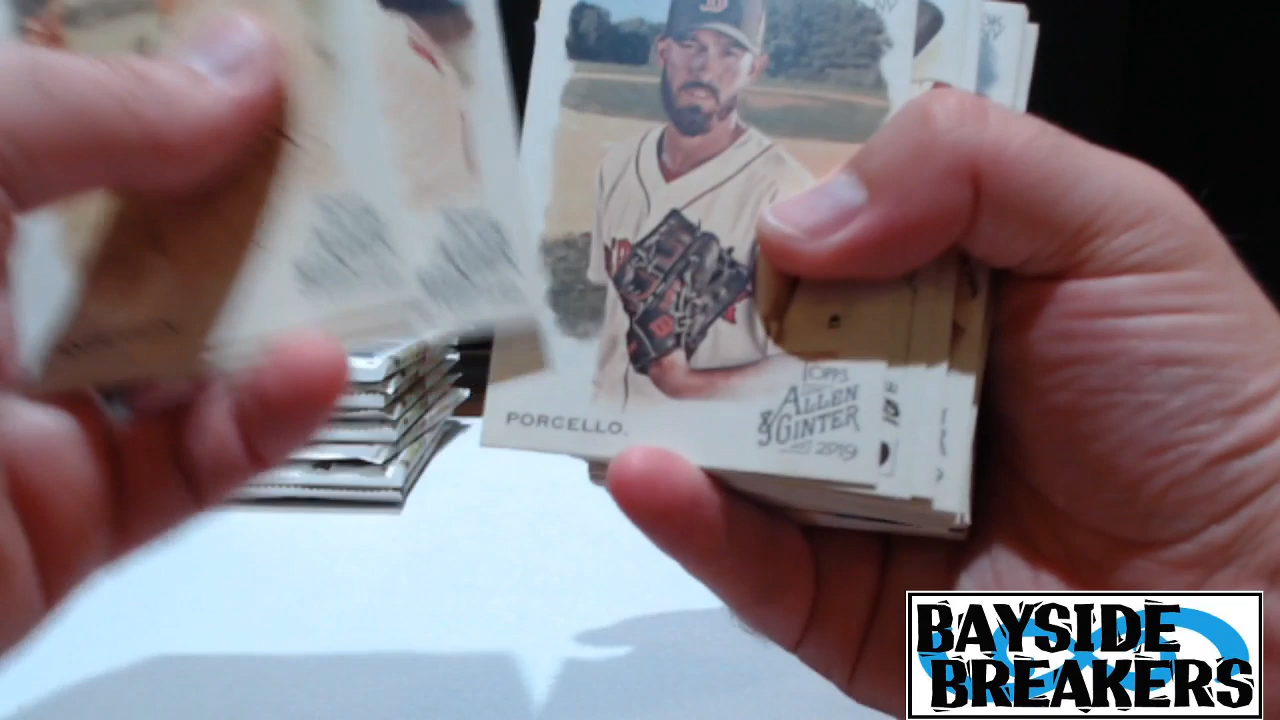 B
PORCELLO.
TOPPS
ALLEN
& GINTER
2019
BAYSIDE
BREAKERS